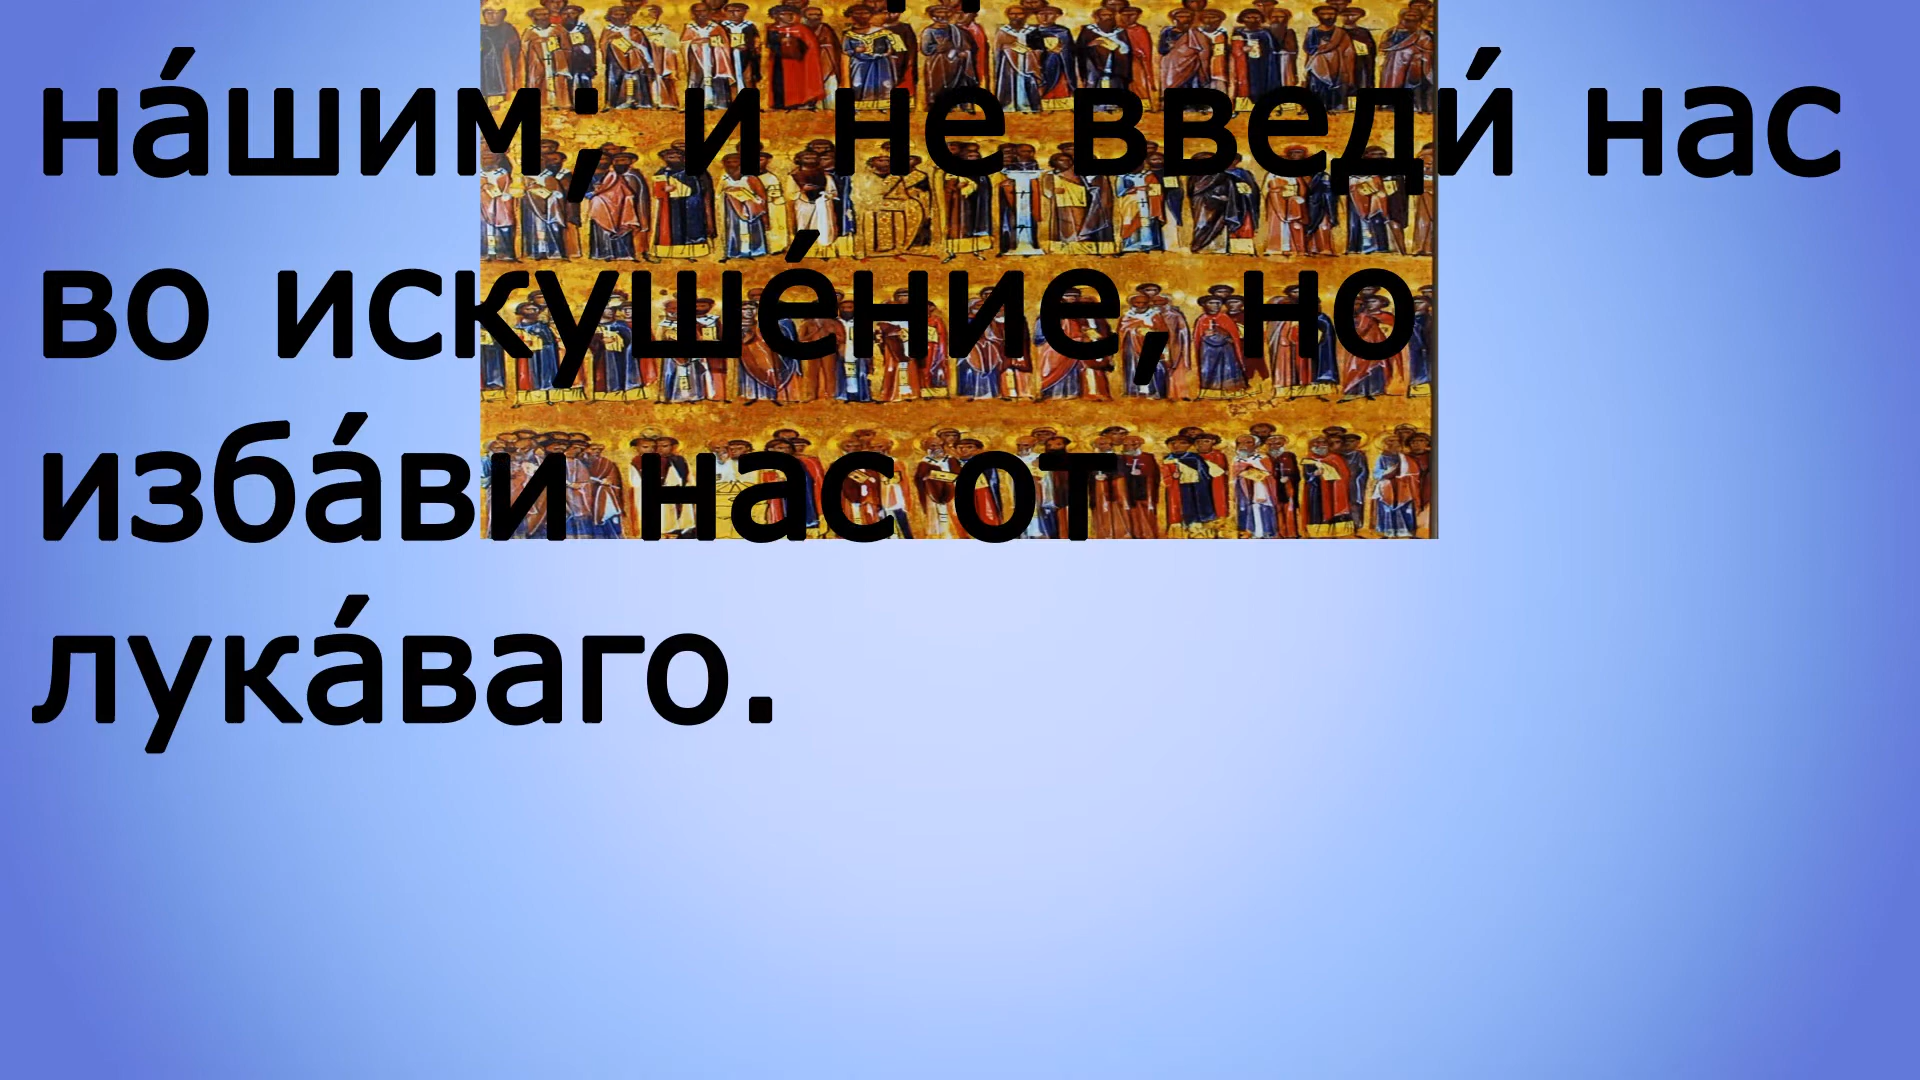 на́шим; и не введи́ нас
во искуше́ние, но
изба́ви нас от
лука́ваго.